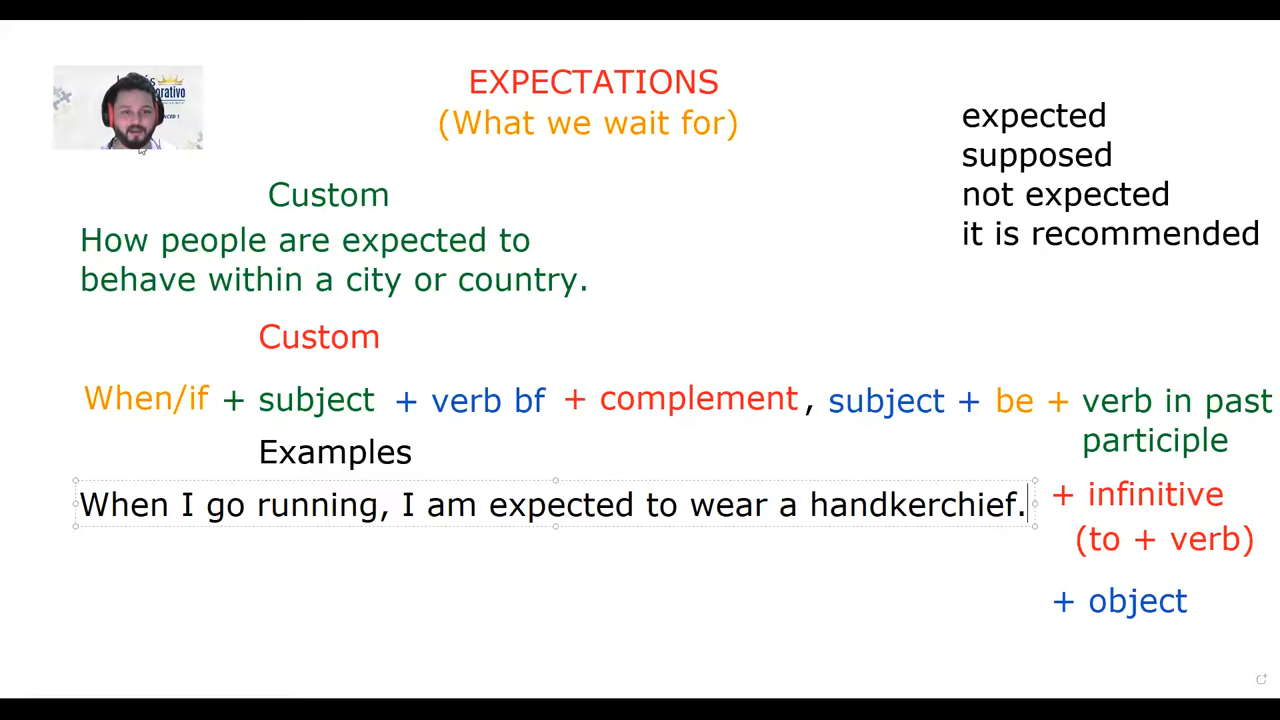 EXPECTATIONS
(What we wait for)
expected
supposed
not expected
it is recommended
Custom
How people are expected to
behave within a city or country.
Custom
When/if + subject + verb bf + complement , subject + be + verb in past
participle
+ infinitive
(to + verb)
+ object
Examples
When I go running, I am expected to wear a handkerchief.